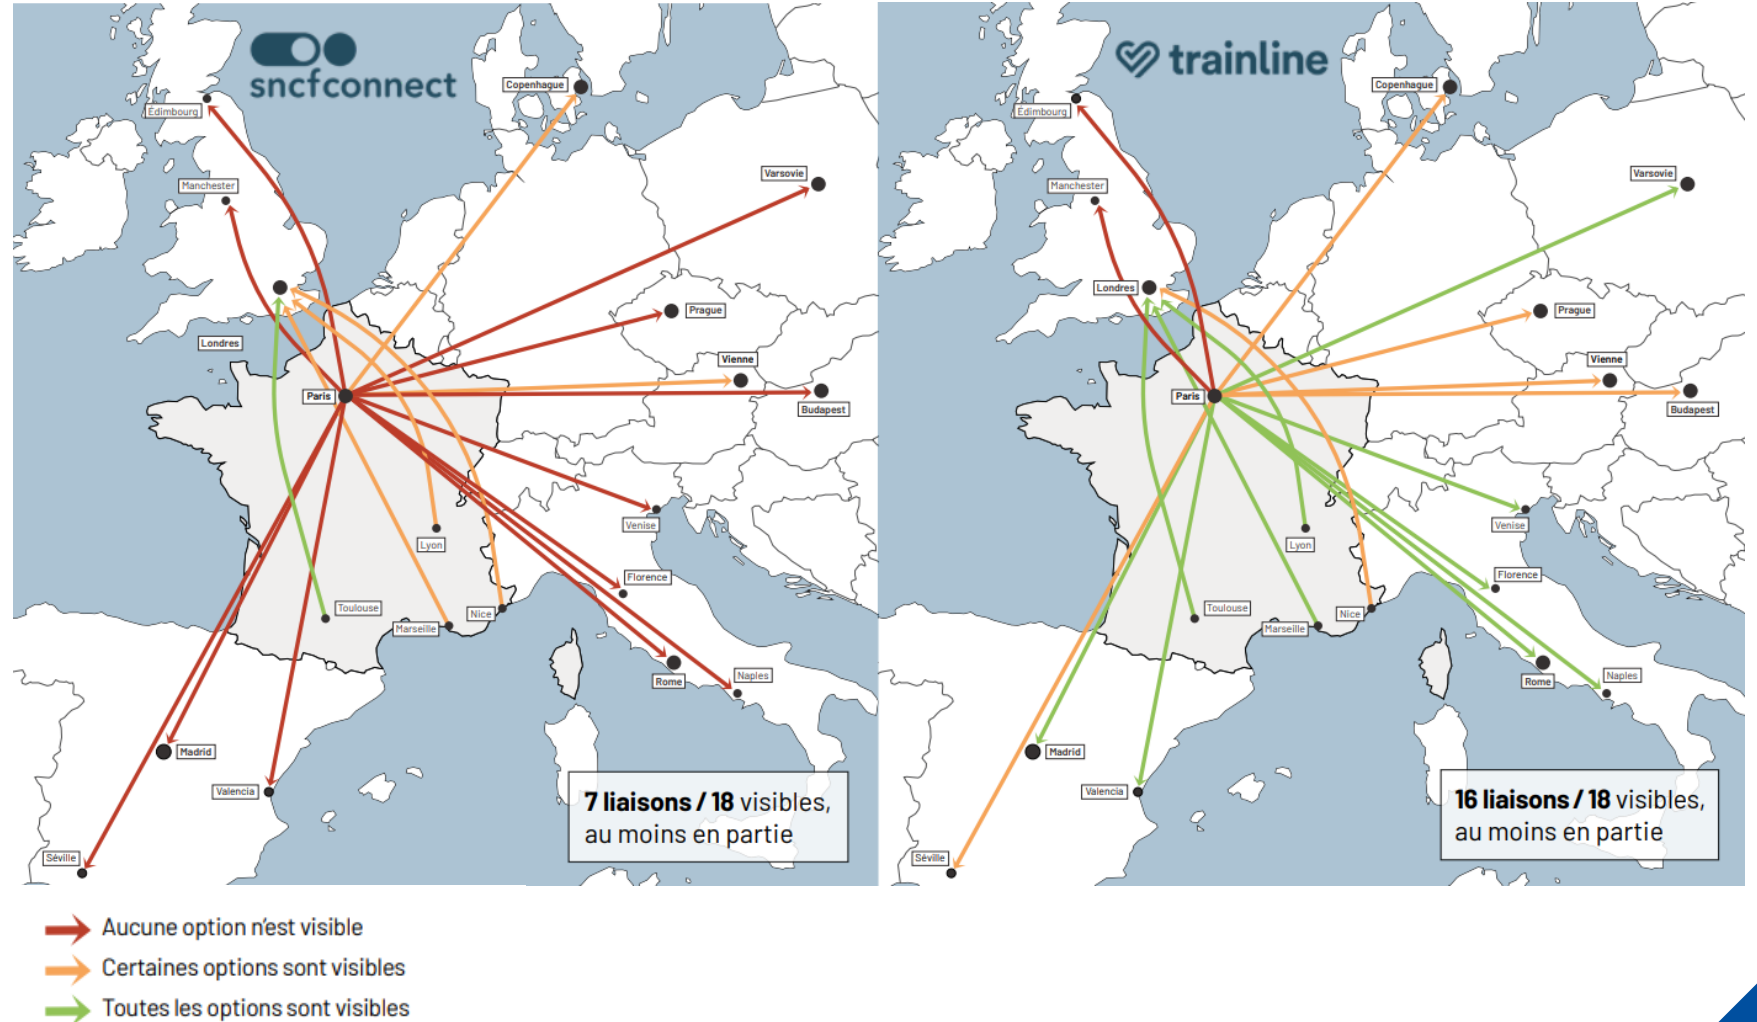 sncfconnect
Copenhague
Édimbourg
Varsovie
Manchester
Prague
Londres
Vienne
Paris
Budapest
Venise
Lyon
Florence
Toulouse
Nice
Marseille
Rome
Naples
Madrid
Valencia
Séville
7 liaisons / 18 visibles,
au moins en partie
trainline
Copenhague
Édimbourg
Varsovie
Manchester
Londres
Prague
Vienne
Paris
Budapest
Venise
Lyon
Florence
Toulouse
Nice
Marseille
Rome
Naples
Madrid
Valencia
Séville
16 liaisons / 18 visibles,
au moins en partie
Aucune option n'est visible
Certaines options sont visibles
Toutes les options sont visibles